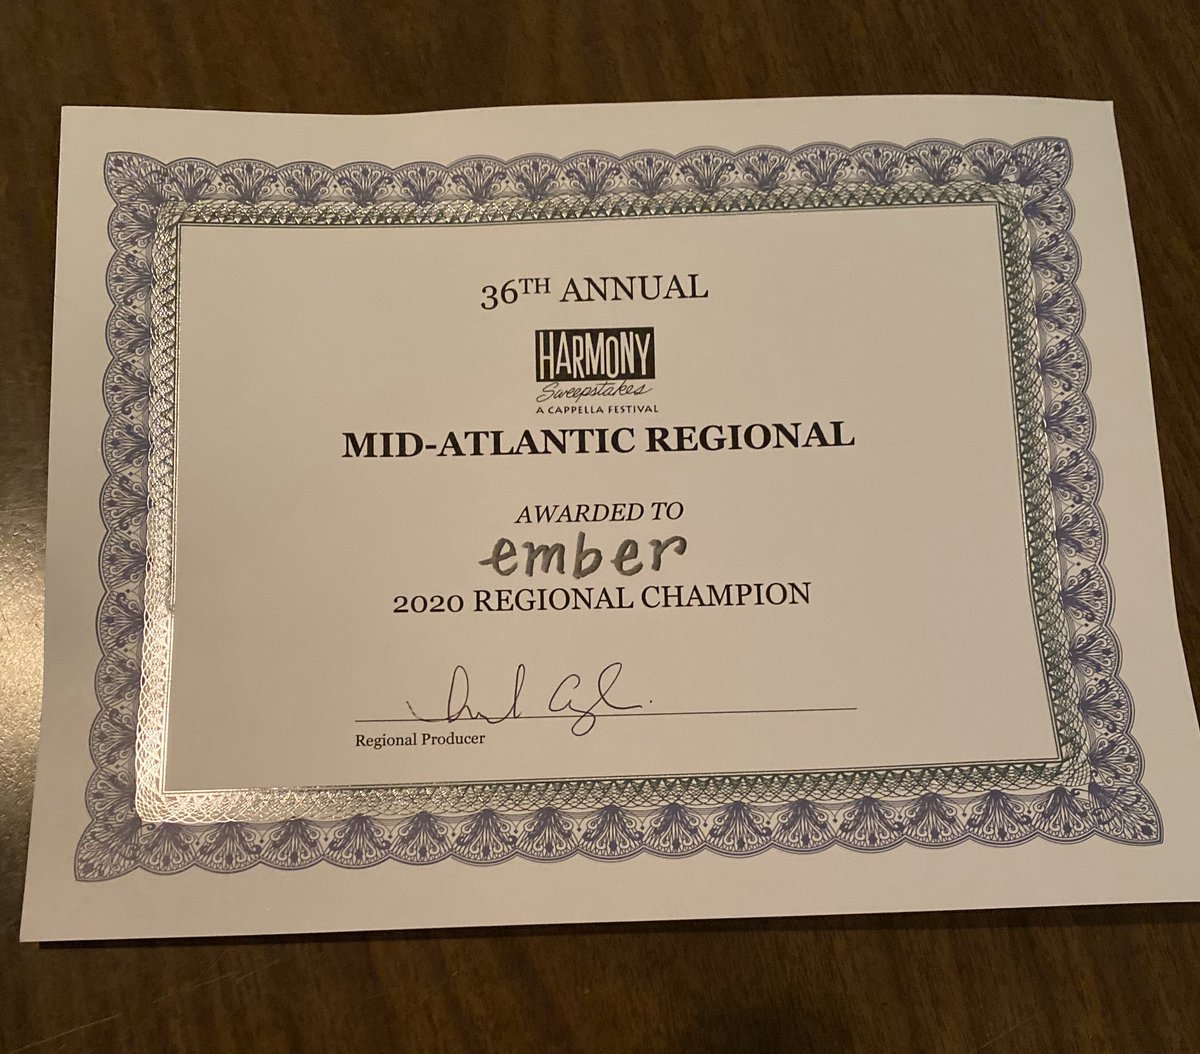 36TH ANNUAL
HARMONY
Sweepstakes
A CAPPELLA FESTIVAL
MID-ATLANTIC REGIONAL
AWARDED TO
ember
2020 REGIONAL CHAMPION
Regional Producer